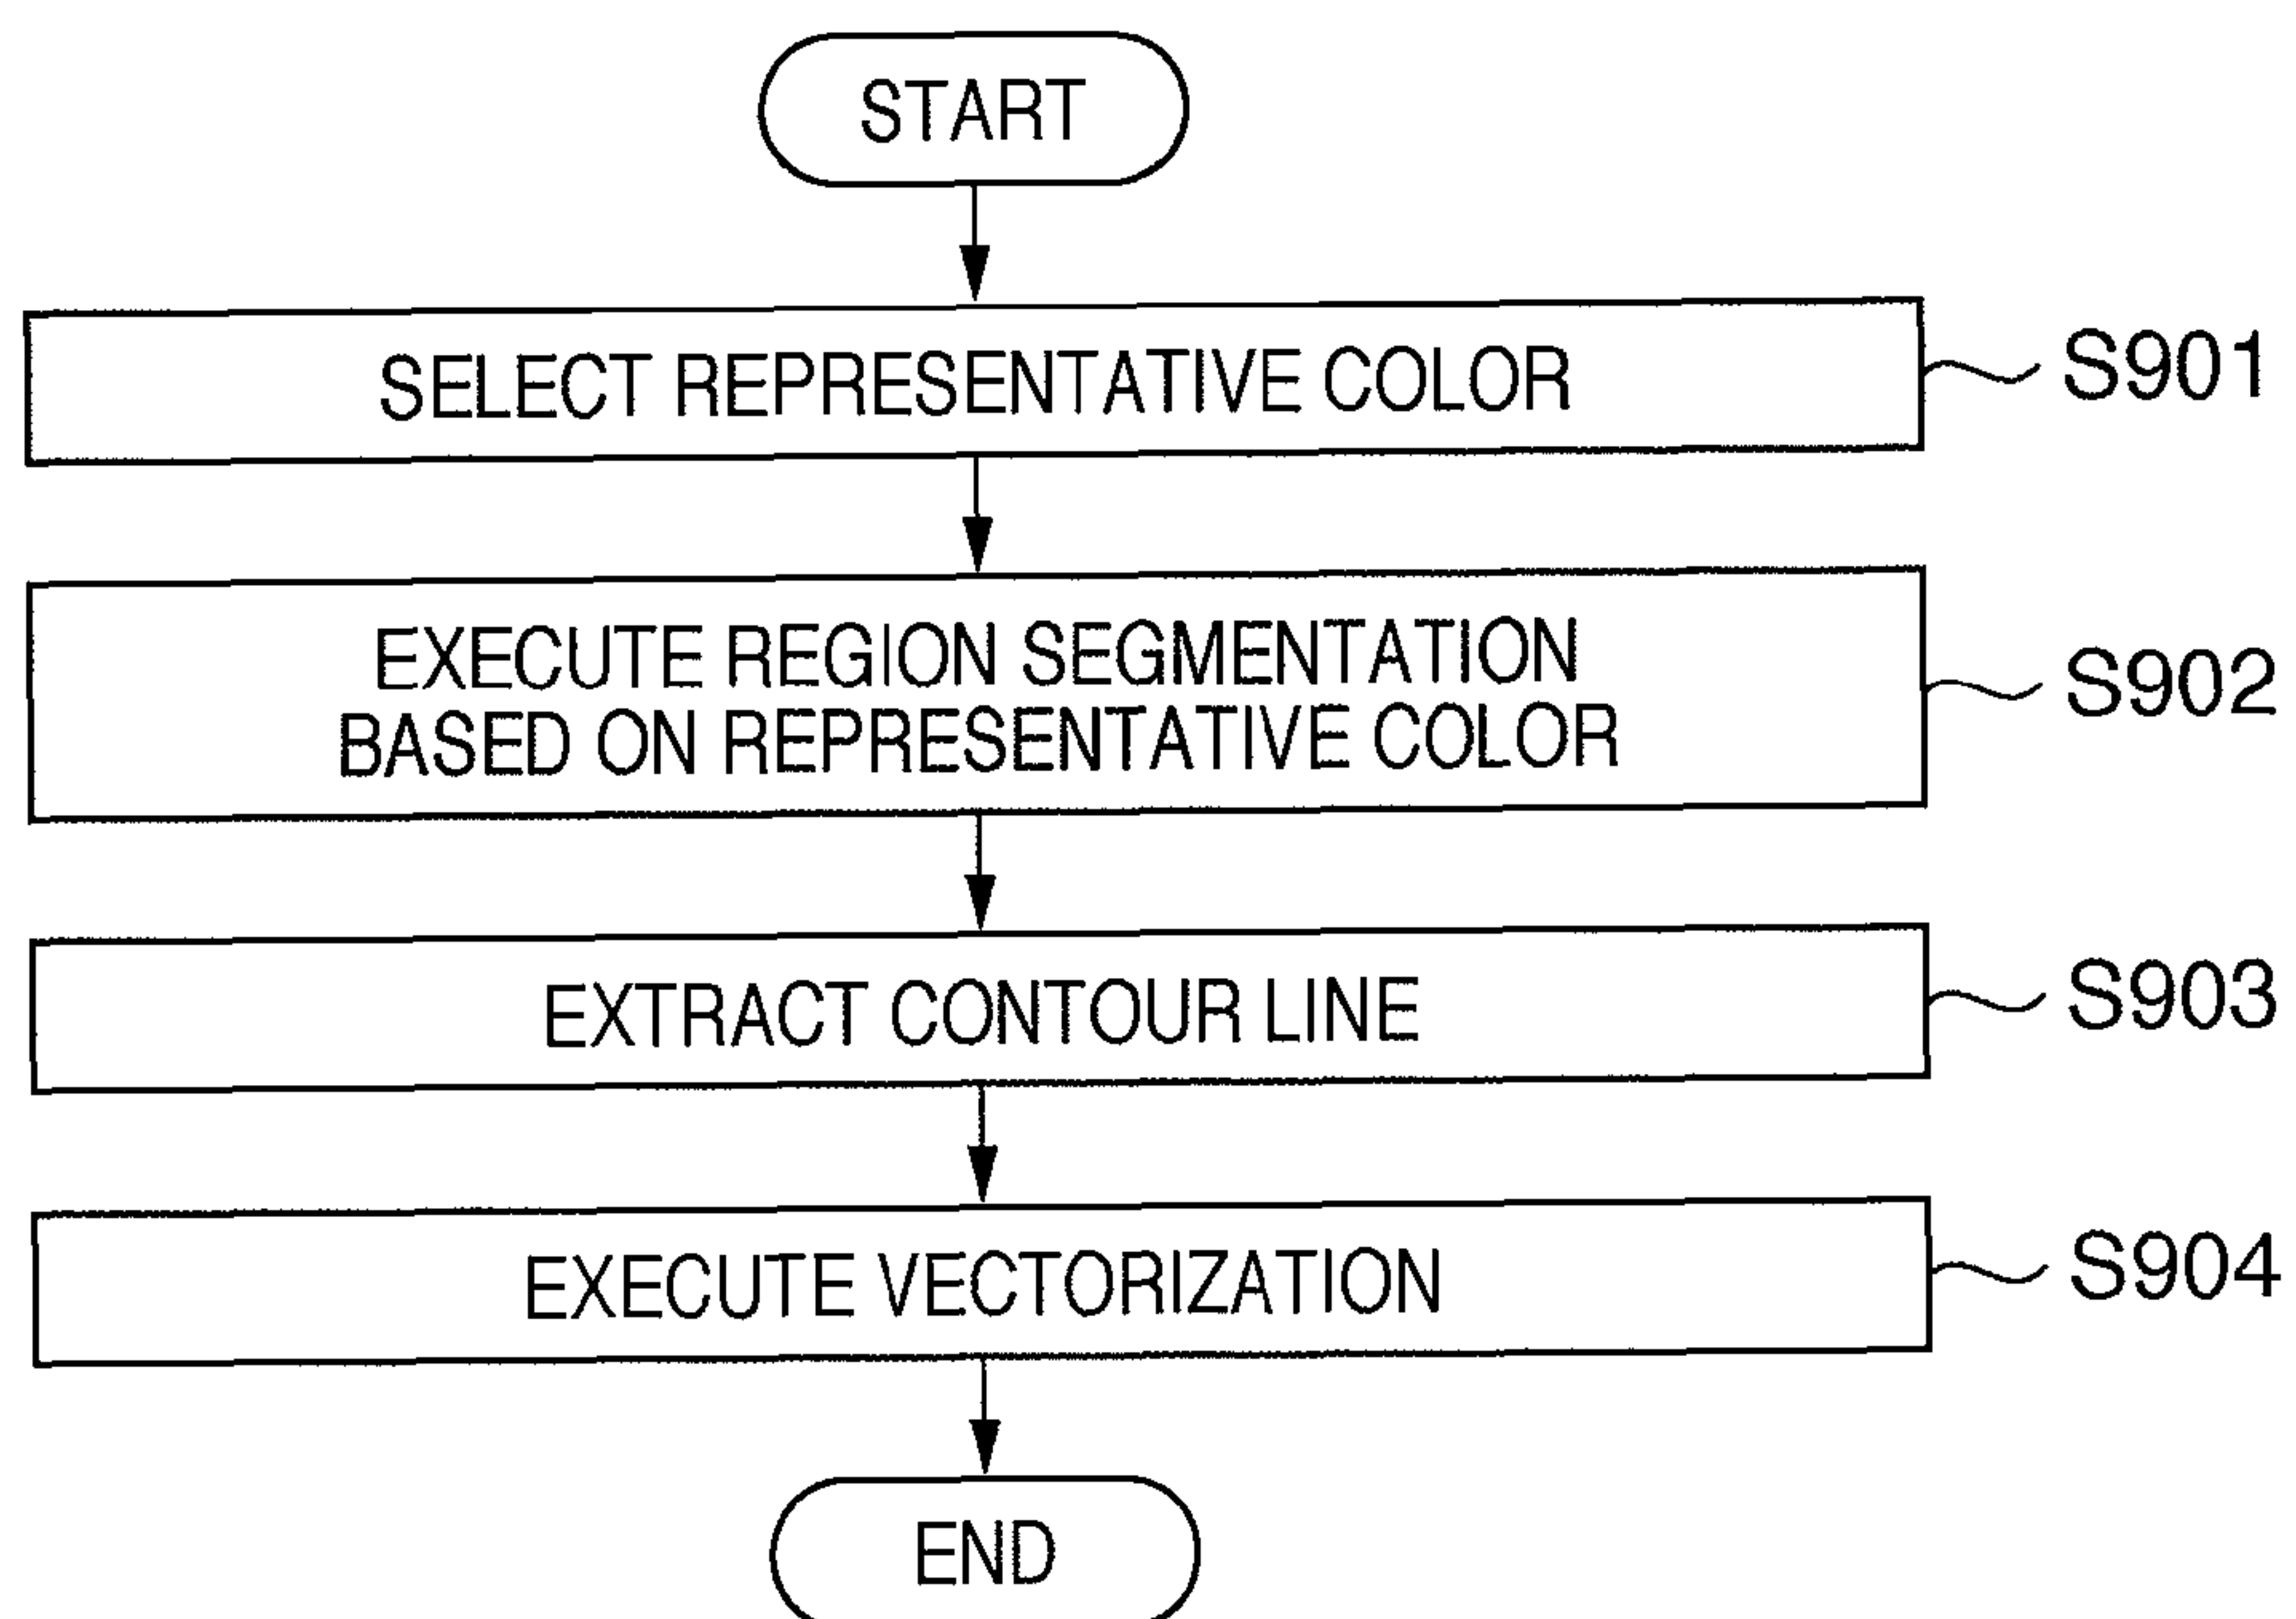 START
SELECT REPRESENTATIVE COLOR
S901
EXECUTE REGION SEGMENTATION
BASED ON REPRESENTATIVE COLOR
S902
EXTRACT CONTOUR LINE
S903
EXECUTE VECTORIZATION
S904
END